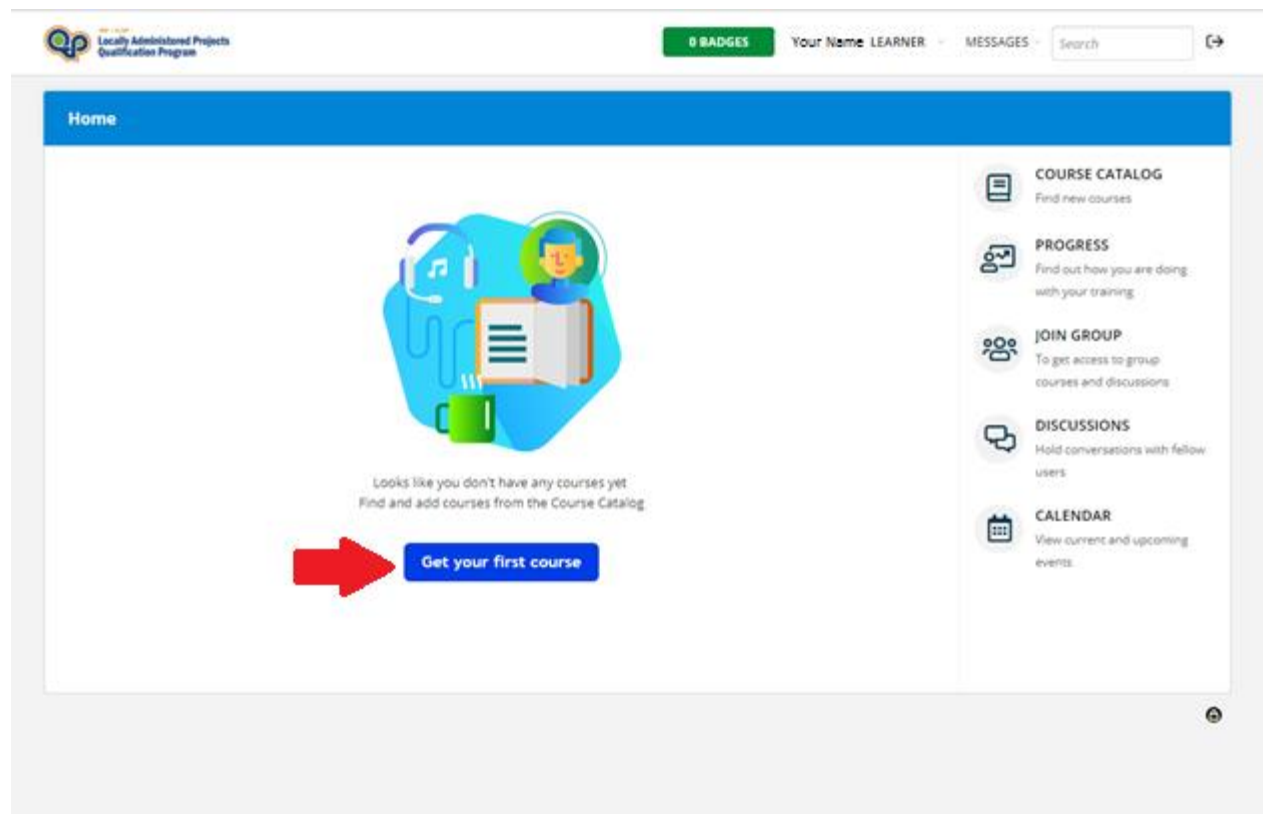 Locally Administered Projects
Qualification Program
0 BADGES
Your Name LEARNER
MESSAGES
Search
Home
Looks like you don't have any courses yet
Find and add courses from the Course Catalog
Get your first course
COURSE CATALOG
Find new courses
PROGRESS
Find out how you are doing
with your training
JOIN GROUP
To get access to group
courses and discussions
DISCUSSIONS
Hold conversations with fellow
users
CALENDAR
View current and upcoming
events